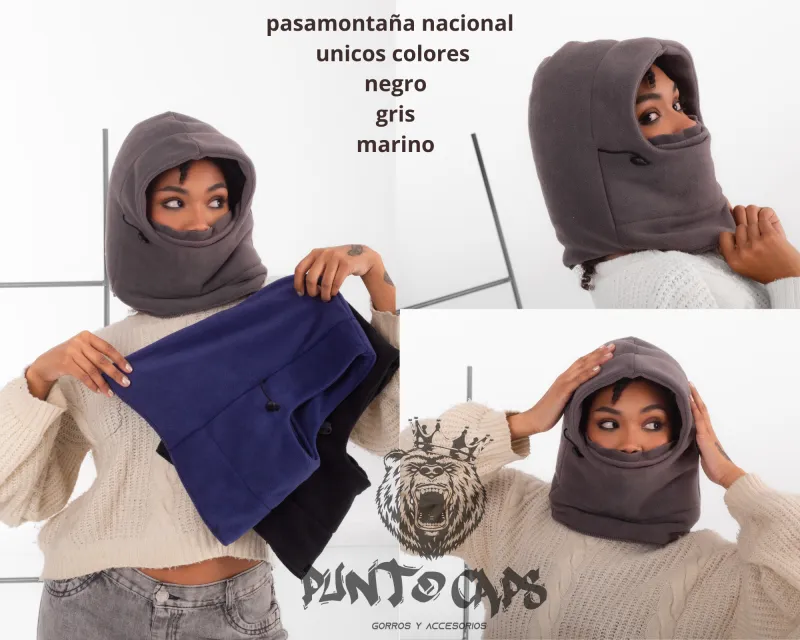 pasamontaña nacional
unicos colores
negro
gris
marino
PUNTO CAPS
GORROS Y ACCESORIOS